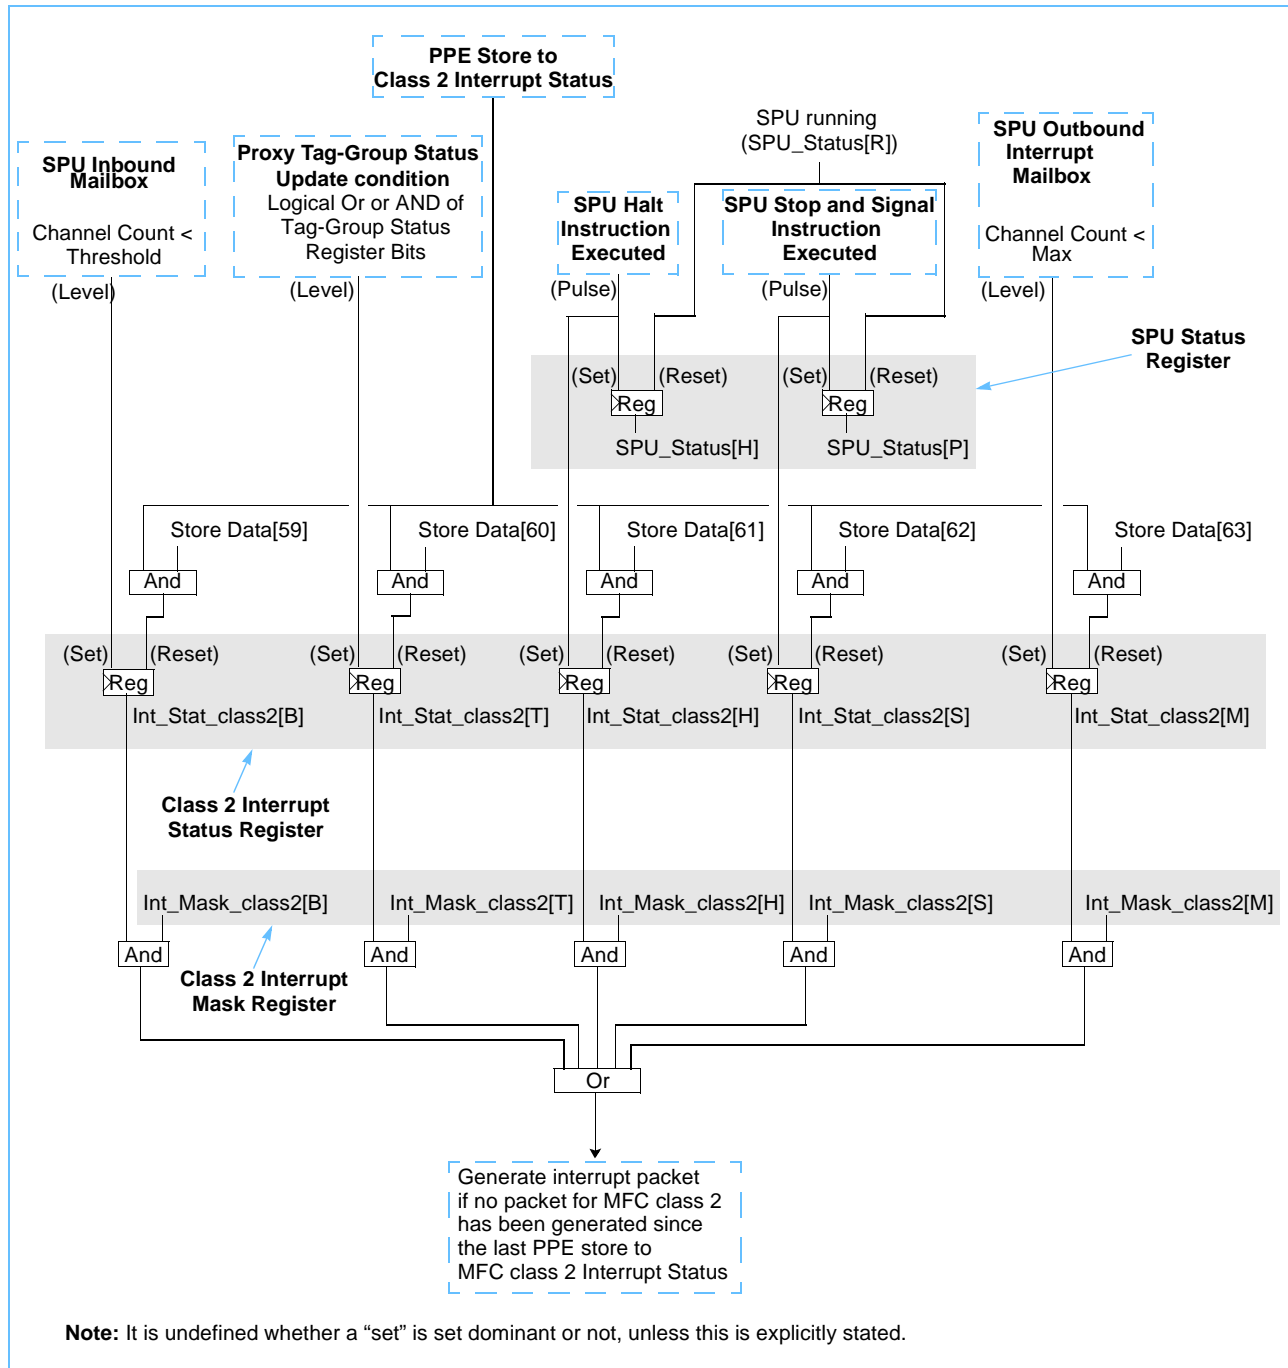 PPE Store to
Class 2 Interrupt Status
SPU running
(SPU_Status[R])
SPU Inbound
Mailbox
Channel Count <
Threshold
(Level)
Proxy Tag-Group Status
Update condition
Logical Or or AND of
Tag-Group Status
Register Bits
(Level)
SPU Halt
Instruction
Executed
(Pulse)
SPU Stop and Signal
Instruction
Executed
(Pulse)
SPU Outbound
Interrupt
Mailbox
Channel Count <
Max
(Level)
SPU Status
Register
(Set) (Reset) (Set) (Reset)
Reg Reg
SPU_Status[H] SPU_Status[P]
Store Data[59] Store Data[60] Store Data[61] Store Data[62] Store Data[63]
And And And And And
(Set) (Reset) (Set) (Reset) (Set) (Reset) (Set) (Reset) (Set) (Reset)
Reg Reg Reg Reg Reg
Int_Stat_class2[B] Int_Stat_class2[T] Int_Stat_class2[H] Int_Stat_class2[S] Int_Stat_class2[M]
Class 2 Interrupt
Status Register
Int_Mask_class2[B] Int_Mask_class2[T] Int_Mask_class2[H] Int_Mask_class2[S] Int_Mask_class2[M]
And And And And And
Class 2 Interrupt
Mask Register
Or
Generate interrupt packet
if no packet for MFC class 2
has been generated since
the last PPE store to
MFC class 2 Interrupt Status
Note: It is undefined whether a “set” is set dominant or not, unless this is explicitly stated.